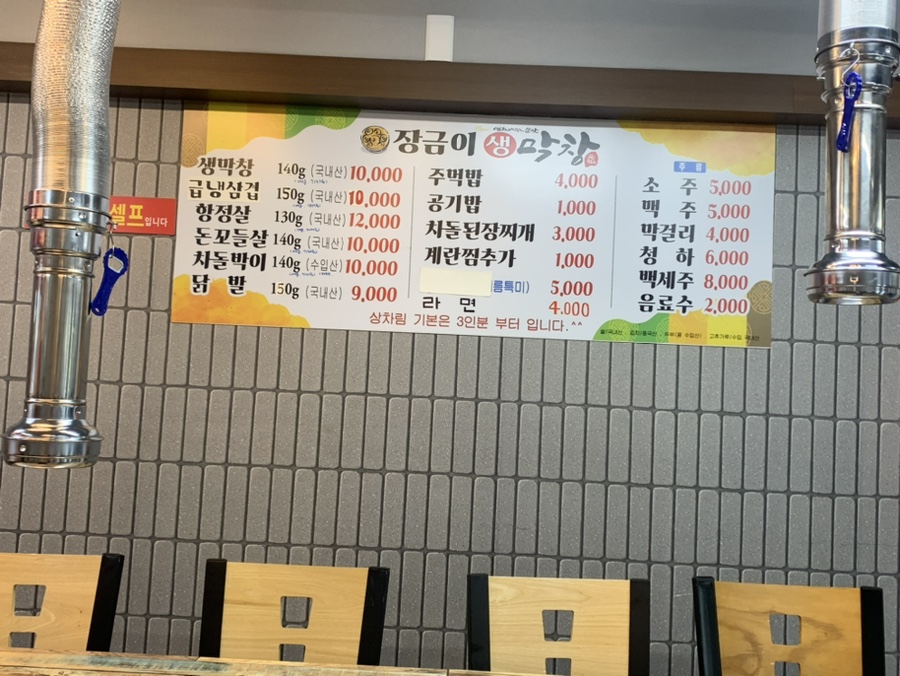 장금이 생막창
생막창 140g (국내산) 10,000
급냉삼겹 150g (국내산) 10,000
항정살 130g (국내산) 12,000
돈꼬들살 140g (국내산) 10,000
차돌박이 140g (수입산) 10,000
닭 발 150g (국내산) 9,000
주먹밥 4,000
공기밥 1,000
차돌된장찌개 3,000
계란찜추가 1,000
름특미) 5,000
라 면 4.000
주 류
소 주 5,000
맥 주 5,000
막걸리 4,000
청 하 6,000
백세주 8,000
음료수 2,000
상차림 기본은 3인분 부터 입니다.^^
셀프입니다